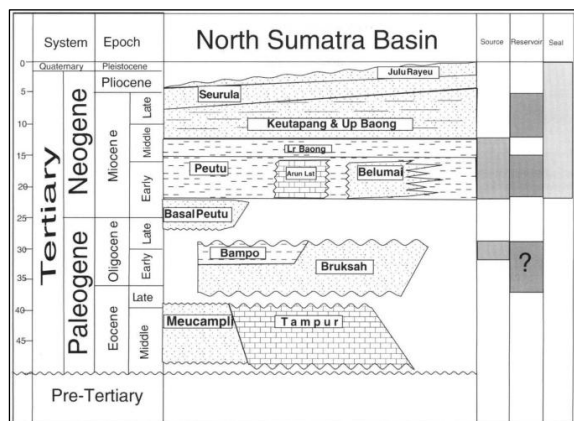 System Epoch North Sumatra Basin Source Reservoir Seal
0
Quaternary Pleistocene
Julu Rayeu
Pliocene
Seurula
5
Late
Keutapang & Up Baong
10
Middle
Lr Baong
15
Neogene
Miocene
Peutu
Arun Lst
Belumai
Early
20
Tertiary
25
Basal Peutu
Late
Oligocene
30
Bampo
Early
Bruksah
?
35
Paleogene
Late
40
Meucampli
Tampur
Eocene
Middle
45
Pre-Tertiary